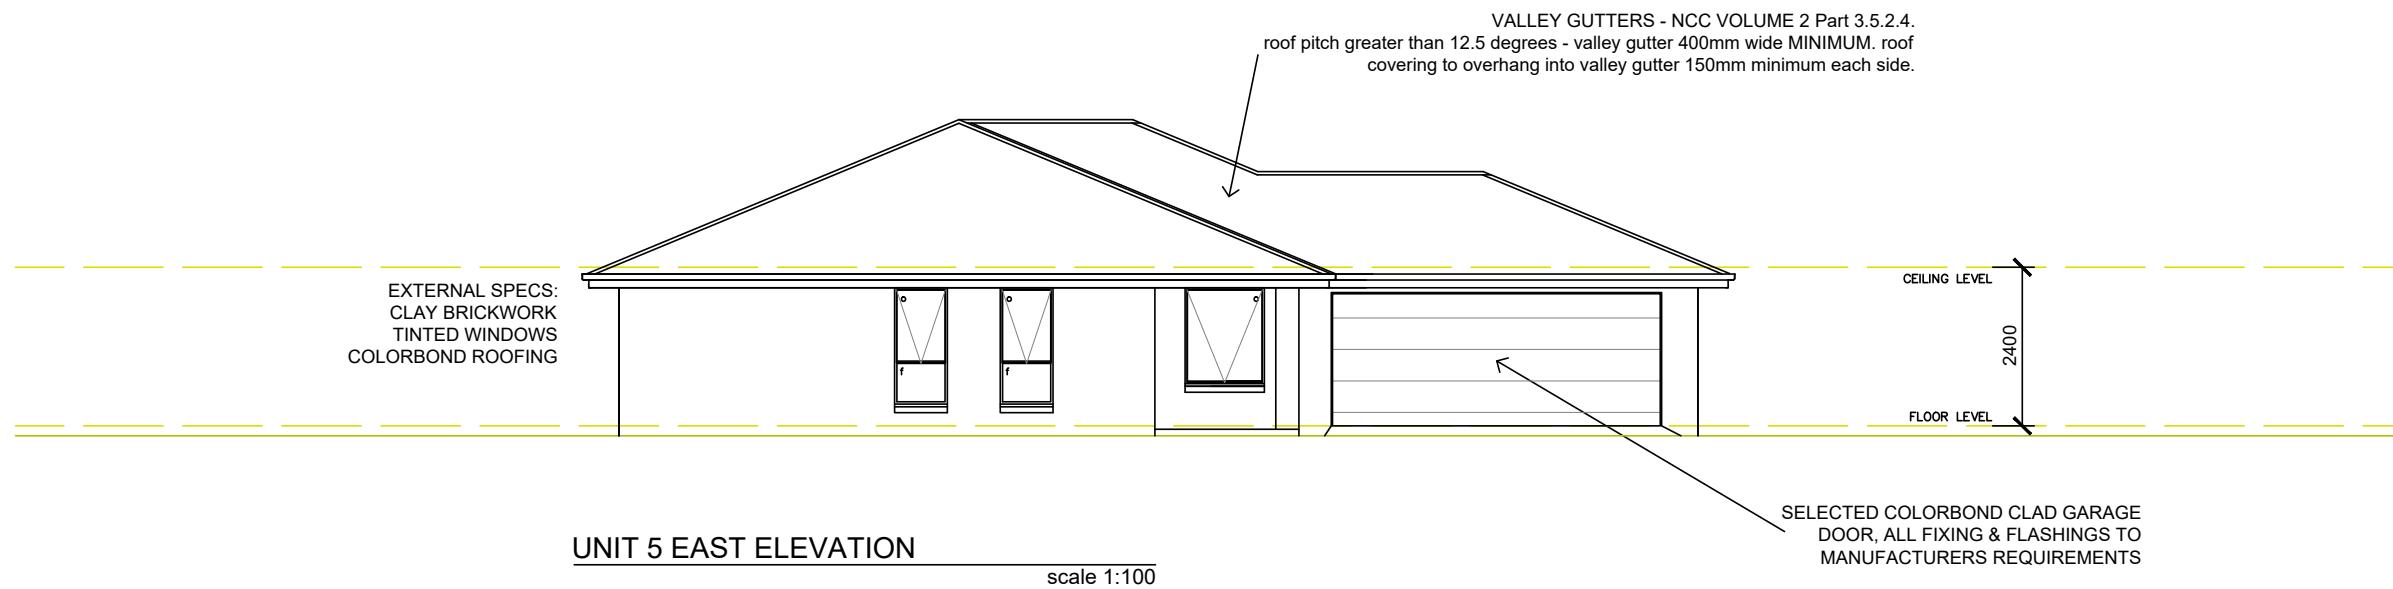 VALLEY GUTTERS - NCC VOLUME 2 Part 3.5.2.4.
roof pitch greater than 12.5 degrees - valley gutter 400mm wide MINIMUM. roof
covering to overhang into valley gutter 150mm minimum each side.
EXTERNAL SPECS:
CLAY BRICKWORK
TINTED WINDOWS
COLORBOND ROOFING
o
o
o
f
f
CEILING LEVEL
2400
FLOOR LEVEL
SELECTED COLORBOND CLAD GARAGE
DOOR, ALL FIXING & FLASHINGS TO
MANUFACTURERS REQUIREMENTS
UNIT 5 EAST ELEVATION
scale 1:100